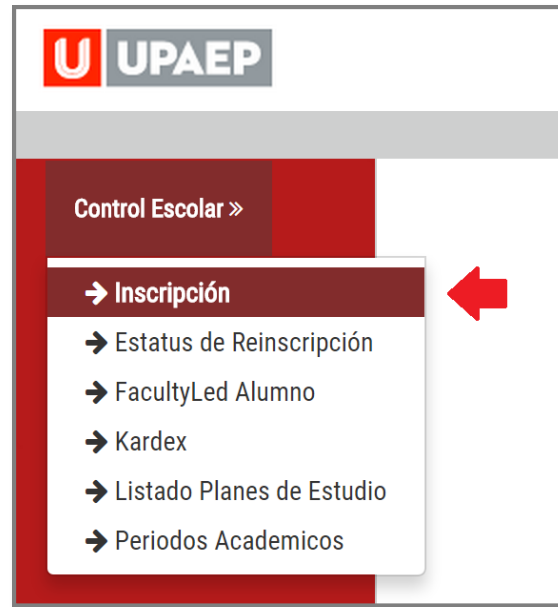 U UPAEP
Control Escolar »
Inscripción
Estatus de Reinscripción
FacultyLed Alumno
Kardex
Listado Planes de Estudio
Periodos Academicos